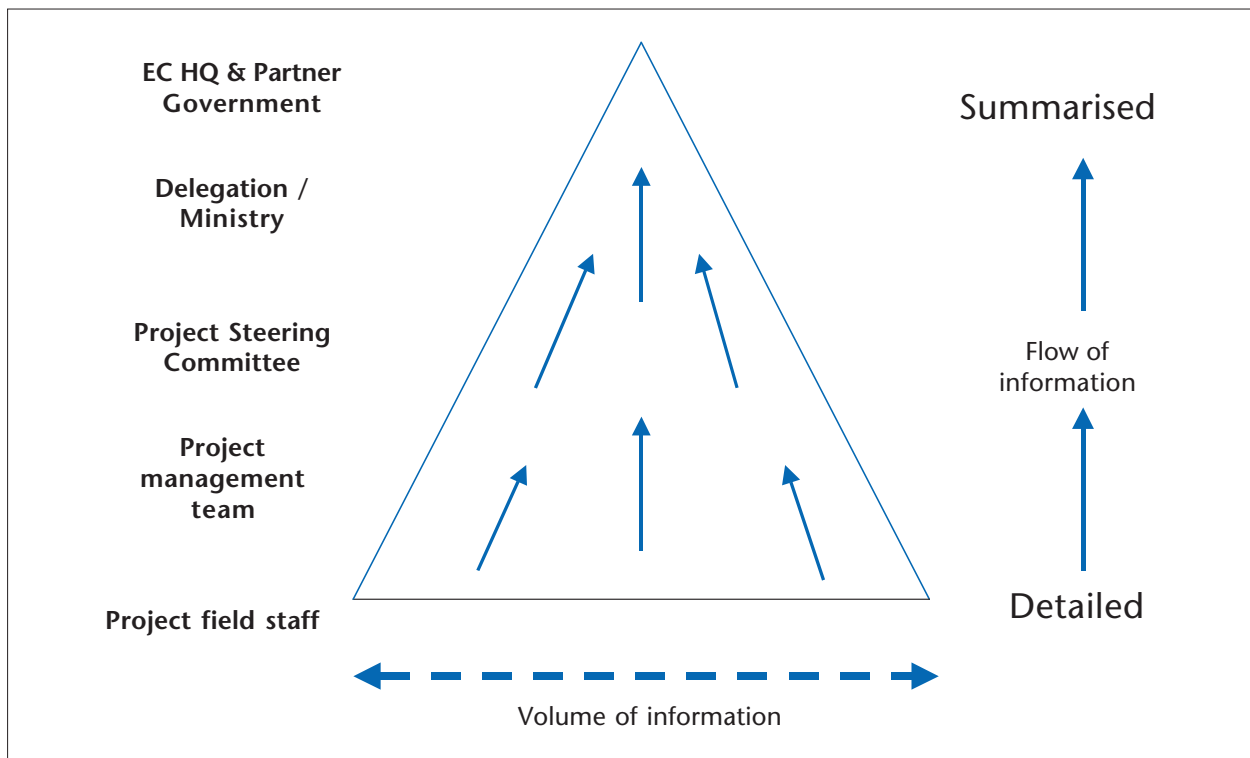 EC HQ & Partner
Government
Summarised
Delegation /
Ministry
Project Steering
Committee
Flow of
information
Project
management
team
Project field staff
Detailed
Volume of information